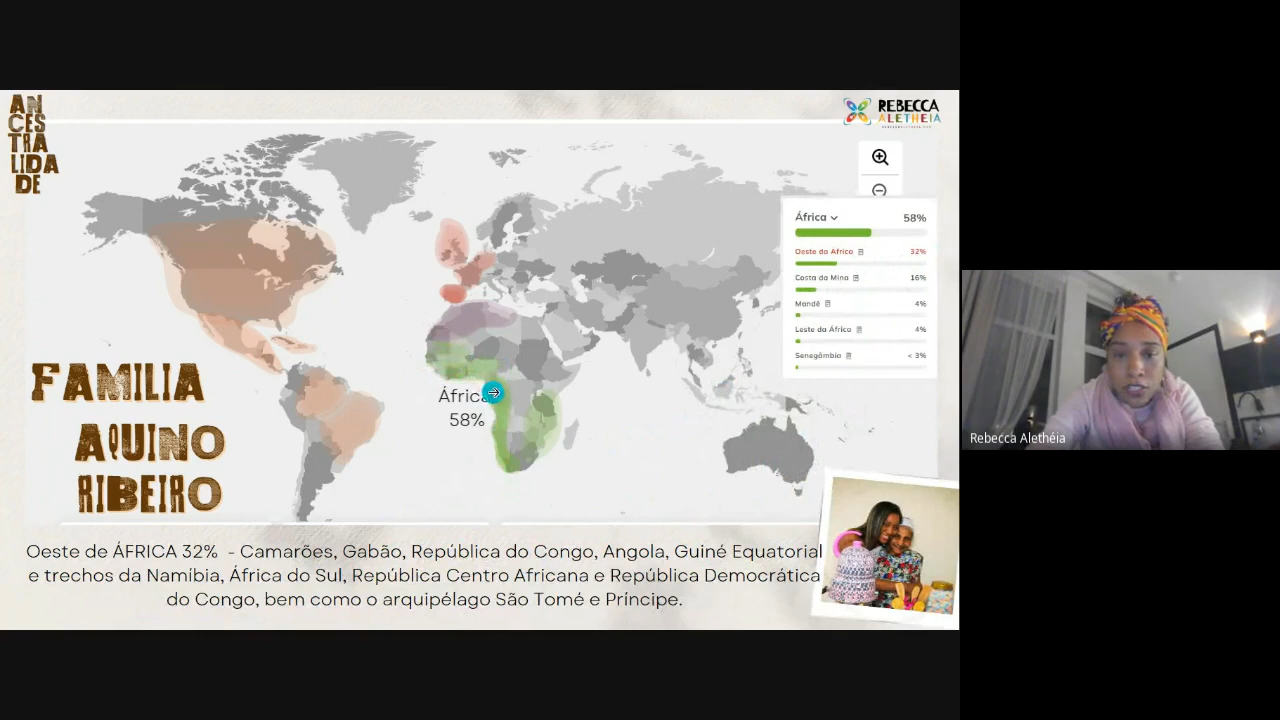 AN
CES
TRA
LIDA
DE
REBECCA
ALETHEIA
África 58%
Oeste da África 32%
Costa da Mina 16%
Mandê 4%
Leste da África 4%
Senegâmbia < 3%
África
58%
FAMILIA
AQUINO
RIBEIRO
Oeste de ÁFRICA 32% - Camarões, Gabão, República do Congo, Angola, Guiné Equatorial
e trechos da Namíbia, África do Sul, República Centro Africana e República Democrática
do Congo, bem como o arquipélago São Tomé e Príncipe.
Rebecca Alethéia